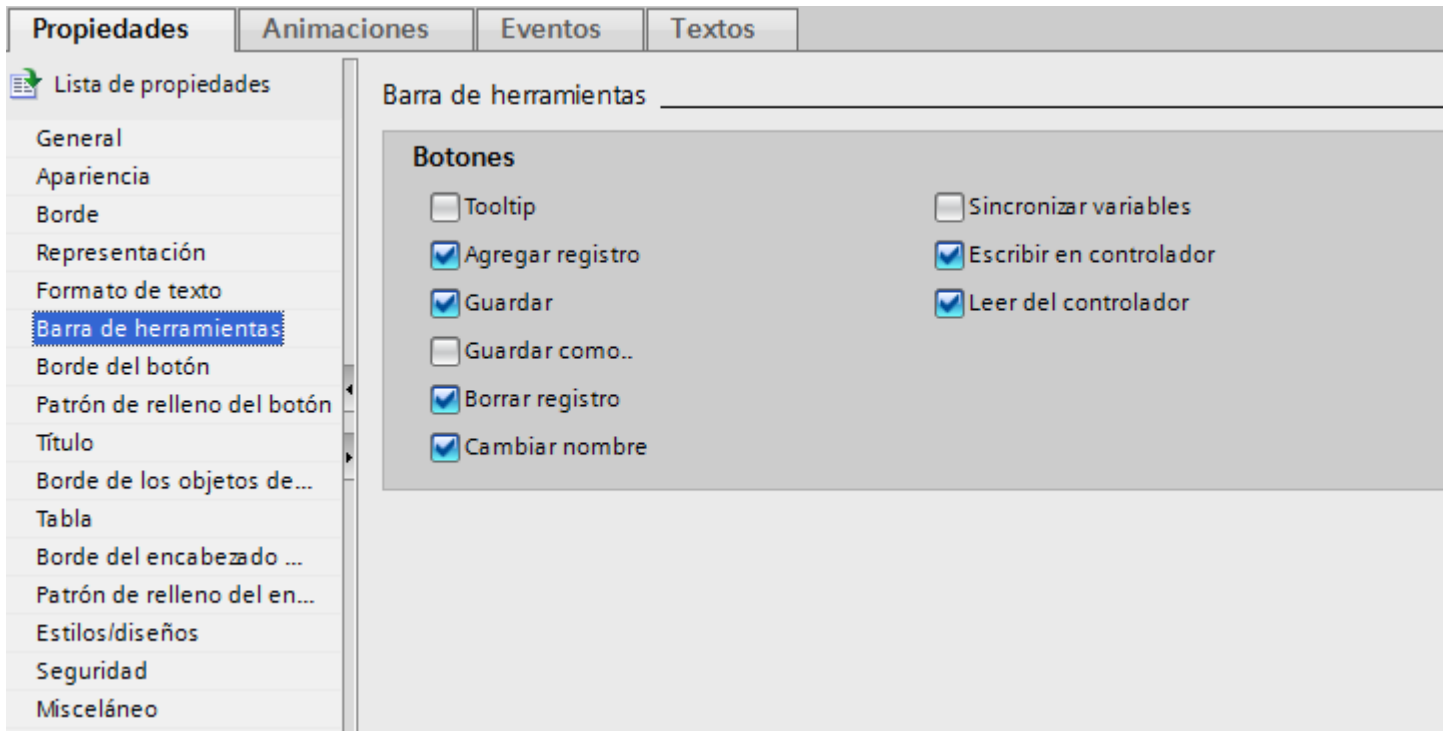 Propiedades Animaciones Eventos Textos
Lista de propiedades
General
Apariencia
Borde
Representación
Formato de texto
Barra de herramientas
Borde del botón
Patrón de relleno del botón
Título
Borde de los objetos de...
Tabla
Borde del encabezado ...
Patrón de relleno del en...
Estilos/diseños
Seguridad
Misceláneo
Barra de herramientas
Botones
Tooltip
Agregar registro
Guardar
Guardar como..
Borrar registro
Cambiar nombre
Sincronizar variables
Escribir en controlador
Leer del controlador